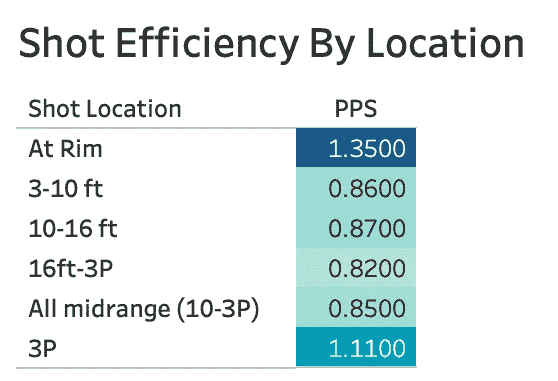 Shot Efficiency By Location
Shot Location PPS
At Rim 1.3500
3-10 ft 0.8600
10-16 ft 0.8700
16ft-3P 0.8200
All midrange (10-3P) 0.8500
3P 1.1100